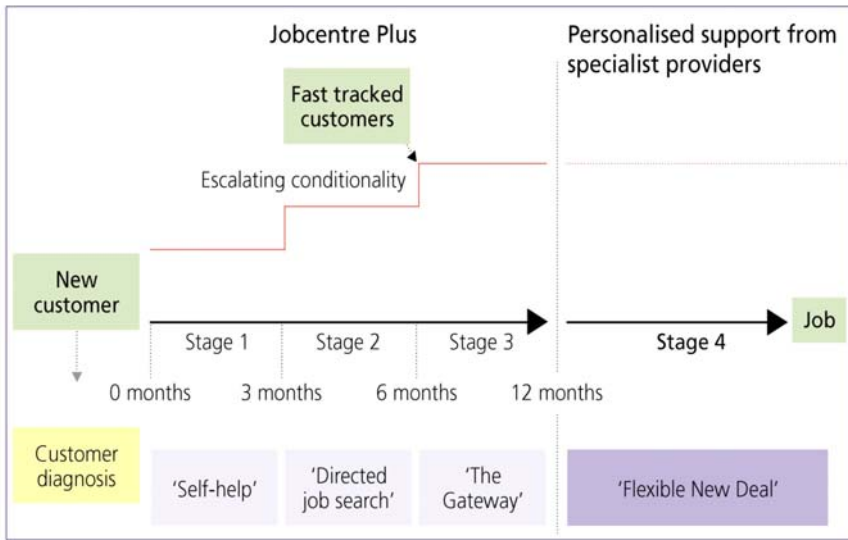 Jobcentre Plus
Personalised support from
specialist providers
Fast tracked
customers
Escalating conditionality
New
customer
Stage 1
Stage 2
Stage 3
Stage 4
Job
0 months
3 months
6 months
12 months
Customer
diagnosis
‘Self-help’
‘Directed
job search’
‘The
Gateway’
‘Flexible New Deal’